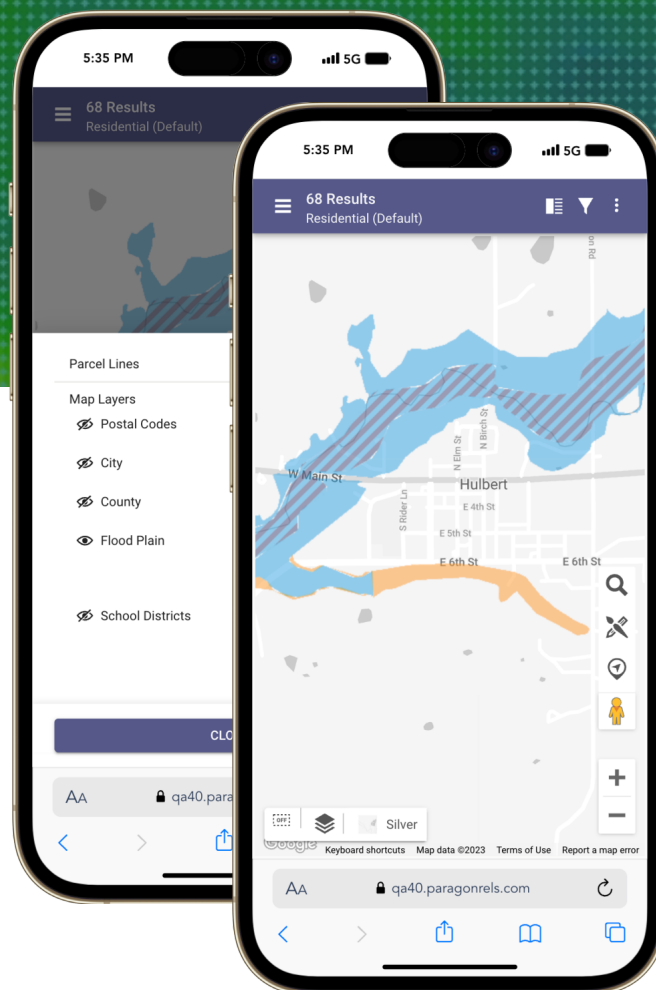 5:35 PM
5G
68 Results
Residential (Default)
Parcel Lines
Map Layers
Postal Codes
City
County
Flood Plain
School Districts
CLO
AA
qa40.para
5:35 PM
5G
68 Results
Residential (Default)
on Rd
N Birch St
N Elm St
W Main St
Hulbert
S Rider Ln
E 4th St
E 5th St
E 6th St
E 6th St
OFF
Silver
Google
Keyboard shortcuts
Map data ©2023
Terms of Use
Report a map error
AA
qa40.paragonrels.com